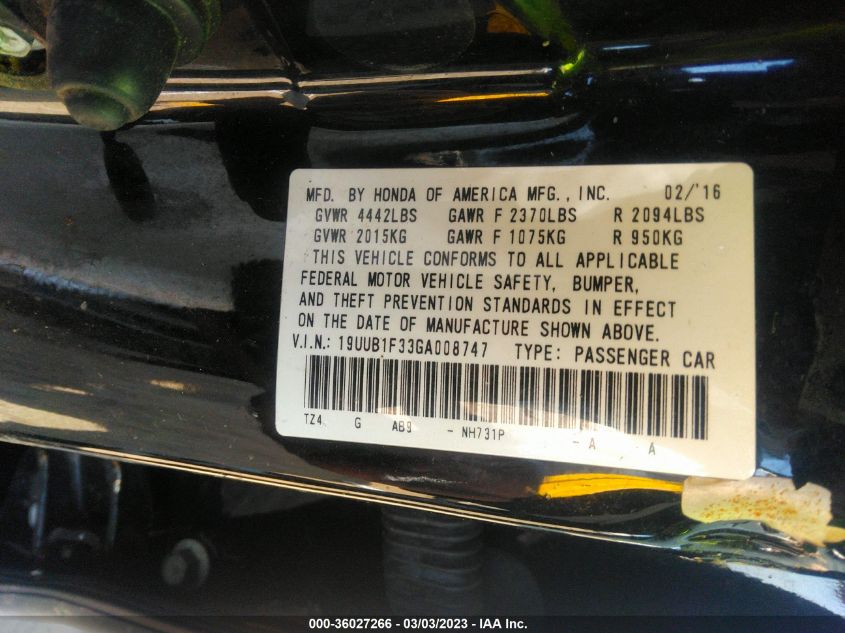 MFD. BY HONDA OF AMERICA MFG., INC. 02/'16
GVWR 4442LBS GAWR F 2370LBS R 2094LBS
GVWR 2015KG GAWR F 1075KG R 950KG
THIS VEHICLE CONFORMS TO ALL APPLICABLE
FEDERAL MOTOR VEHICLE SAFETY, BUMPER,
AND THEFT PREVENTION STANDARDS IN EFFECT
ON THE DATE OF MANUFACTURE SHOWN ABOVE.
V.I.N.: 19UUB1F33GA008747 TYPE: PASSENGER CAR
TZ4 G AB9 - NH731P - A A
000-36027266 - 03/03/2023 - IAA Inc.